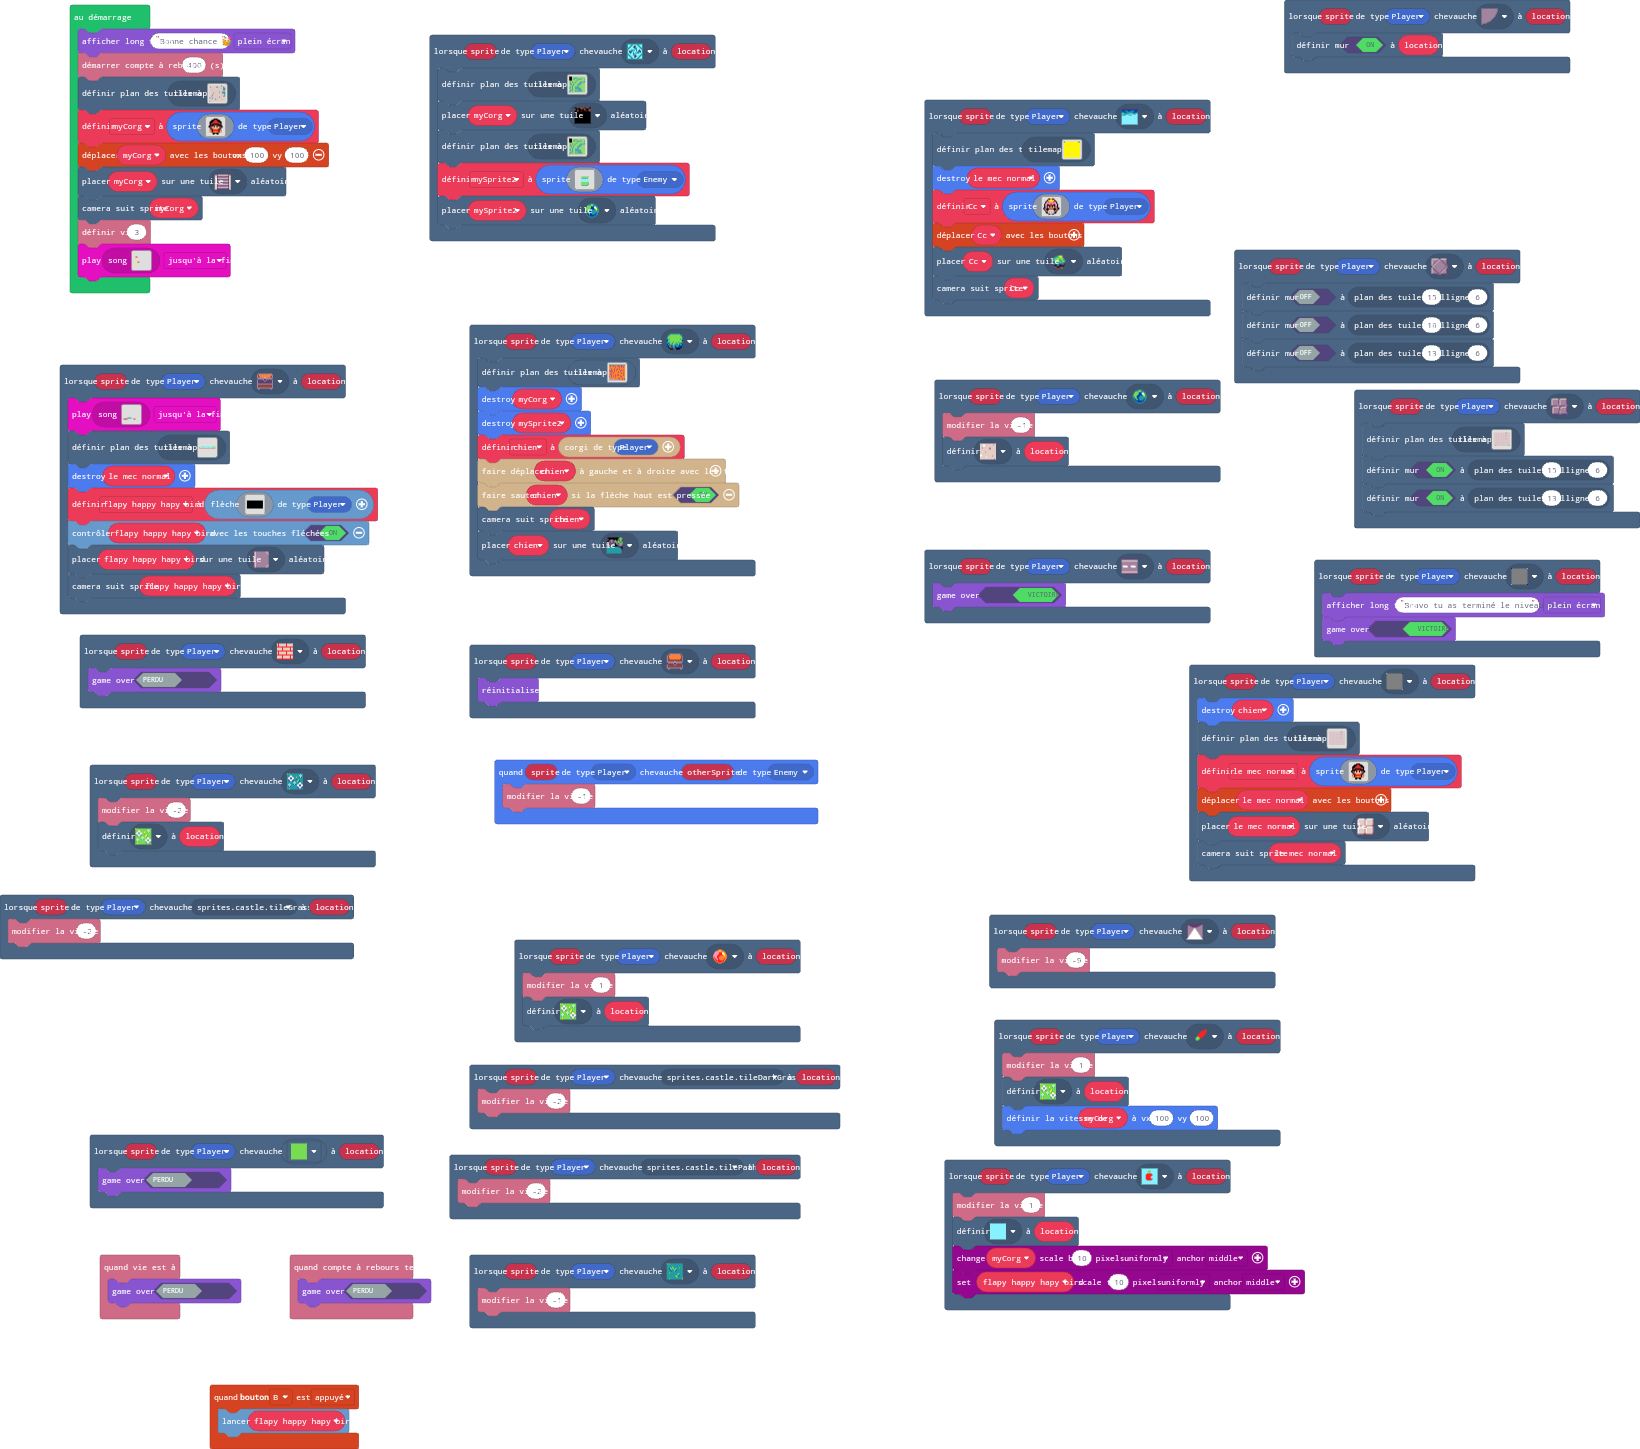 au démarrage
afficher long Bonne chance plein écran
démarrer compte à reb 400 (s)
définir plan des tuiles à tilemap
définir myCorg à sprite de type Player
déplacer myCorg avec les boutons vx 100 vy 100
placer myCorg sur une tuile aléatoire
camera suit sprite myCorg
définir vie 3
play song jusqu'à la fin
lorsque sprite de type Player chevauche à location
définir plan des tuiles à tilemap
placer myCorg sur une tuile aléatoire
définir plan des tuiles à tilemap
définir mySprite2 à sprite de type Enemy
placer mySprite2 sur une tuile aléatoire
lorsque sprite de type Player chevauche à location
définir mur ON à location
lorsque sprite de type Player chevauche à location
définir plan des t tilemap
destroy le mec normal
définir Cc à sprite de type Player
déplacer Cc avec les boutons
placer Cc sur une tuile aléatoire
camera suit sprite Cc
lorsque sprite de type Player chevauche à location
définir mur OFF à plan des tuiles 15 ligne 6
définir mur OFF à plan des tuiles 16 ligne 6
définir mur OFF à plan des tuiles 13 ligne 6
lorsque sprite de type Player chevauche à location
play song jusqu'à la fin
définir plan des tuiles à tilemap
destroy le mec normal
définir flapy happy hapy bird à flèche de type Player
contrôler flapy happy hapy bird avec les touches fléchées ON
placer flapy happy hapy bird sur une tuile aléatoire
camera suit sprite flapy happy hapy bird
lorsque sprite de type Player chevauche à location
définir plan des tuiles à tilemap
destroy myCorg
destroy mySprite2
définir chien à corgi de type Player
faire déplacer chien à gauche et à droite avec le
faire sauter chien si la flèche haut est pressée
camera suit sprite chien
placer chien sur une tuile aléatoire
lorsque sprite de type Player chevauche à location
modifier la vie -1
définir à location
lorsque sprite de type Player chevauche à location
définir plan des tuiles à tilemap
définir mur ON à plan des tuiles 15 ligne 6
définir mur ON à plan des tuiles 13 ligne 6
lorsque sprite de type Player chevauche à location
game over VICTOIRE
lorsque sprite de type Player chevauche à location
afficher long "Bravo tu as terminé le nivea" plein écran
game over VICTOIRE
lorsque sprite de type Player chevauche à location
game over PERDU
lorsque sprite de type Player chevauche à location
réinitialise
lorsque sprite de type Player chevauche à location
destroy chien
définir plan des tuiles à tilemap
définir le mec normal à sprite de type Player
déplacer le mec normal avec les boutons
placer le mec normal sur une tuile aléatoire
camera suit sprite le mec normal
lorsque sprite de type Player chevauche à location
modifier la vie -2
définir à location
quand sprite de type Player chevauche otherSprite de type Enemy
modifier la vie -1
lorsque sprite de type Player chevauche sprites.castle.tileGras à location
modifier la vie -2
lorsque sprite de type Player chevauche à location
modifier la vie 1
définir à location
lorsque sprite de type Player chevauche à location
modifier la vie -5
lorsque sprite de type Player chevauche à location
modifier la vie 1
définir à location
définir la vitesse de myCorg à vx 100 vy 100
lorsque sprite de type Player chevauche sprites.castle.tileDarkGras à location
modifier la vie -2
lorsque sprite de type Player chevauche à location
game over PERDU
lorsque sprite de type Player chevauche sprites.castle.tilePath à location
modifier la vie -2
lorsque sprite de type Player chevauche à location
modifier la vie 1
définir à location
change myCorg scale by 10 pixels uniformly anchor middle
set flapy happy hapy bird scale to 10 pixels uniformly anchor middle
quand vie est à
game over PERDU
quand compte à rebours te
game over PERDU
lorsque sprite de type Player chevauche à location
modifier la vie -1
quand bouton B est appuyé
lancer flapy happy hapy bir